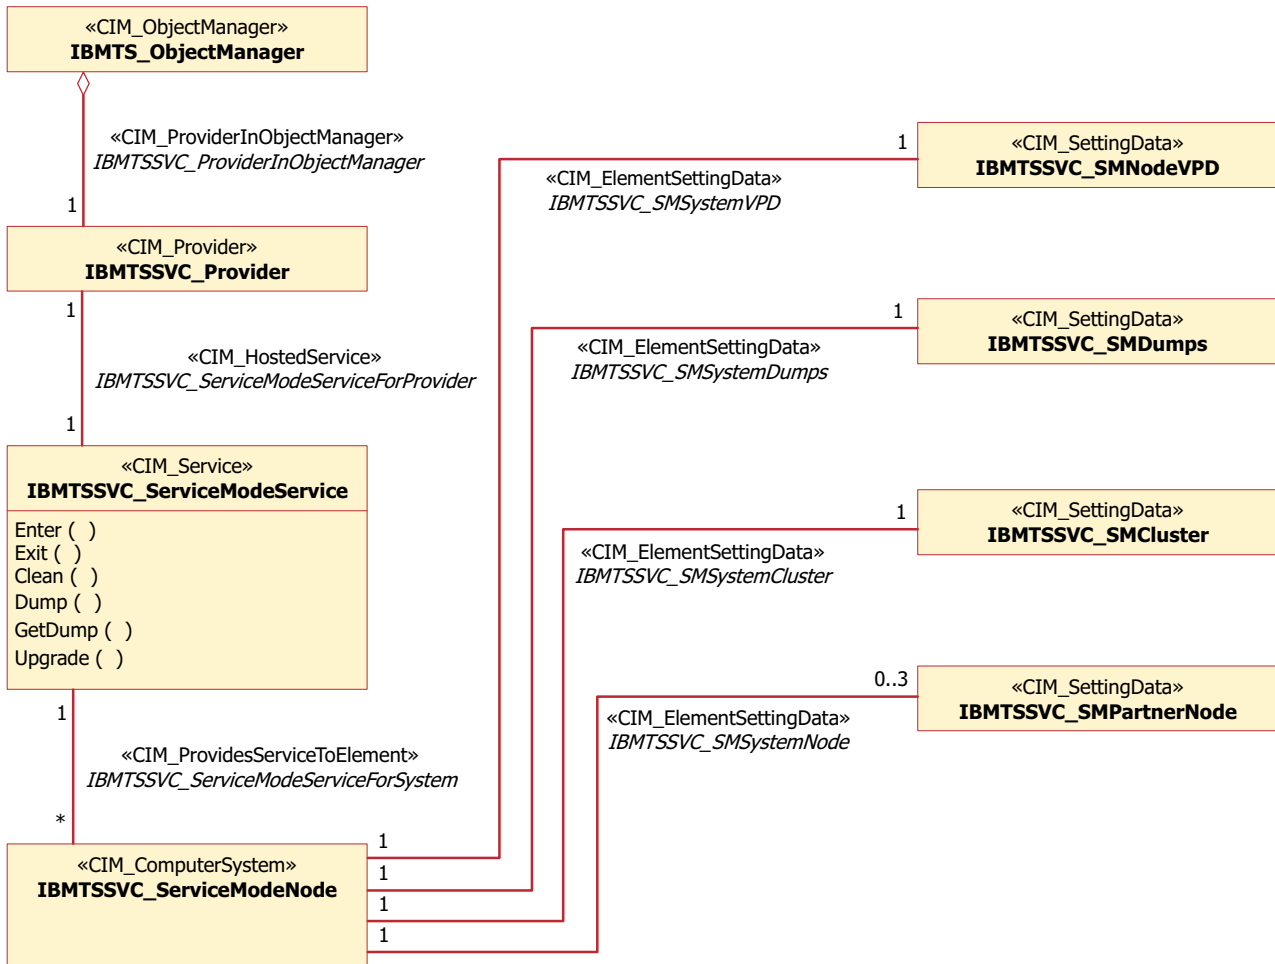 «CIM_ObjectManager»
IBMTS_ObjectManager
«CIM_ProviderInObjectManager»
IBMTSSVC_ProviderInObjectManager
1
«CIM_Provider»
IBMTSSVC_Provider
1
«CIM_HostedService»
IBMTSSVC_ServiceModeServiceForProvider
1
«CIM_Service»
IBMTSSVC_ServiceModeService
Enter ( )
Exit ( )
Clean ( )
Dump ( )
GetDump ( )
Upgrade ( )
1
«CIM_ProvidesServiceToElement»
IBMTSSVC_ServiceModeServiceForSystem
*
«CIM_ComputerSystem»
IBMTSSVC_ServiceModeNode
1
1
1
1
1
«CIM_ElementSettingData»
IBMTSSVC_SMSystemVPD
«CIM_SettingData»
IBMTSSVC_SMNodeVPD
1
«CIM_ElementSettingData»
IBMTSSVC_SMSystemDumps
«CIM_SettingData»
IBMTSSVC_SMDumps
1
«CIM_ElementSettingData»
IBMTSSVC_SMSystemCluster
«CIM_SettingData»
IBMTSSVC_SMCluster
0..3
«CIM_ElementSettingData»
IBMTSSVC_SMSystemNode
«CIM_SettingData»
IBMTSSVC_SMPartnerNode